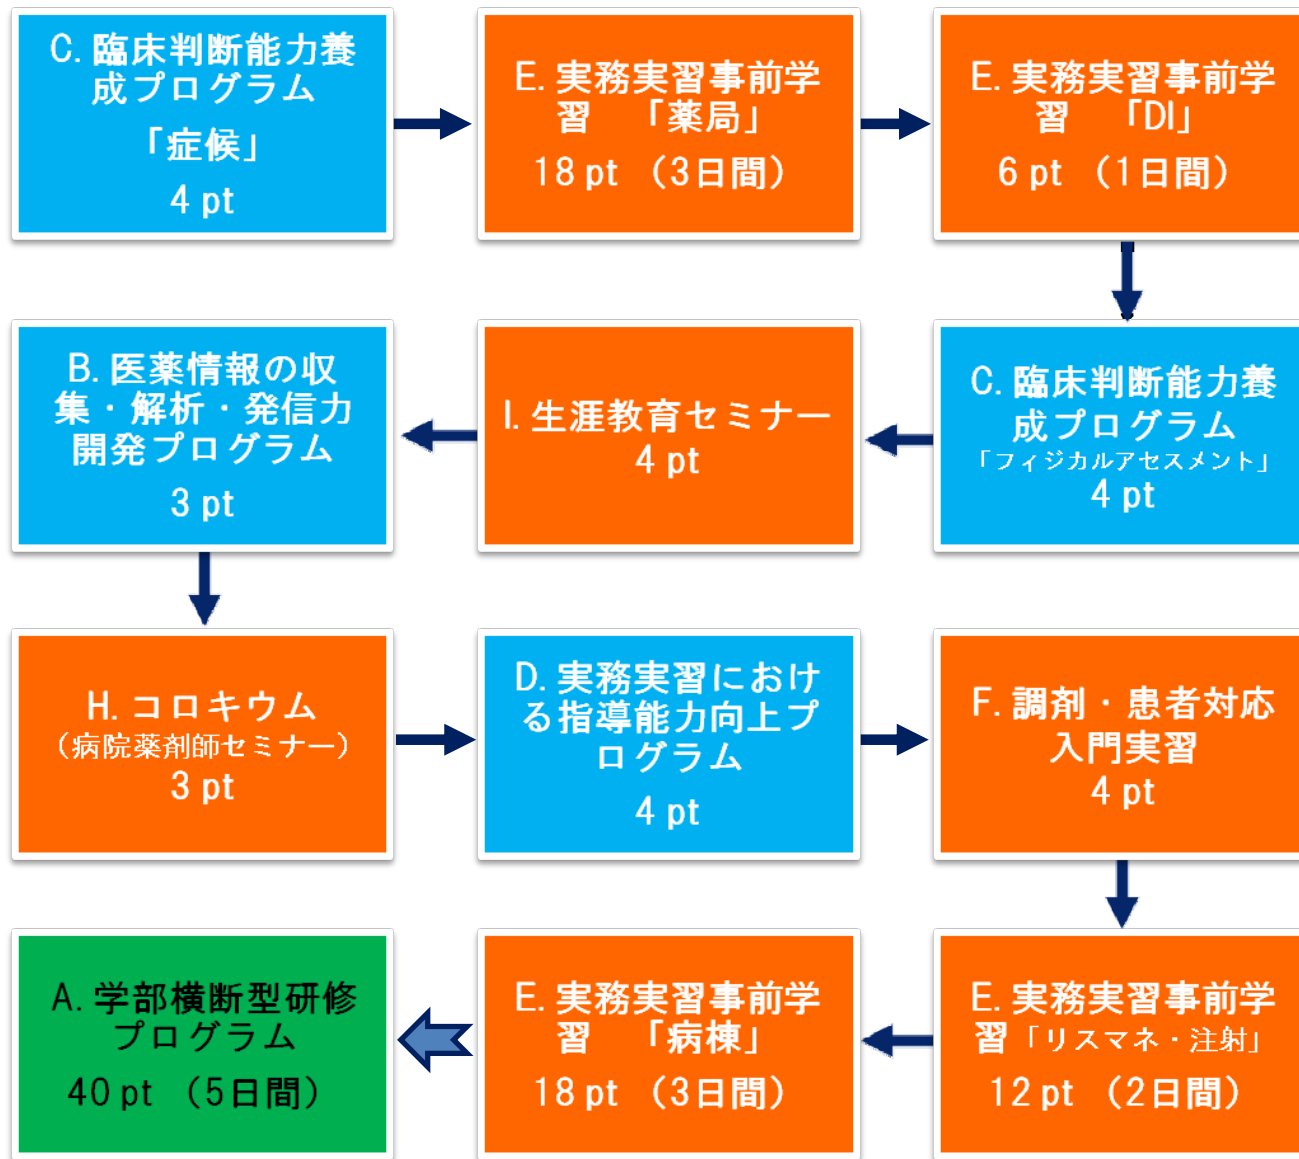 C. 臨床判断能力養
成プログラム
「症候」
4 pt
E. 実務実習事前学
習　「薬局」
18 pt （3日間）
E. 実務実習事前学
習　「DI」
6 pt （1日間）
C. 臨床判断能力養
成プログラム
「フィジカルアセスメント」
4 pt
I. 生涯教育セミナー
4 pt
B. 医薬情報の収
集・解析・発信力
開発プログラム
3 pt
H. コロキウム
（病院薬剤師セミナー）
3 pt
D. 実務実習におけ
る指導能力向上プ
ログラム
4 pt
F. 調剤・患者対応
入門実習
4 pt
E. 実務実習事前学
習「リスマネ・注射」
12 pt （2日間）
E. 実務実習事前学
習　「病棟」
18 pt （3日間）
A. 学部横断型研修
プログラム
40 pt （5日間）